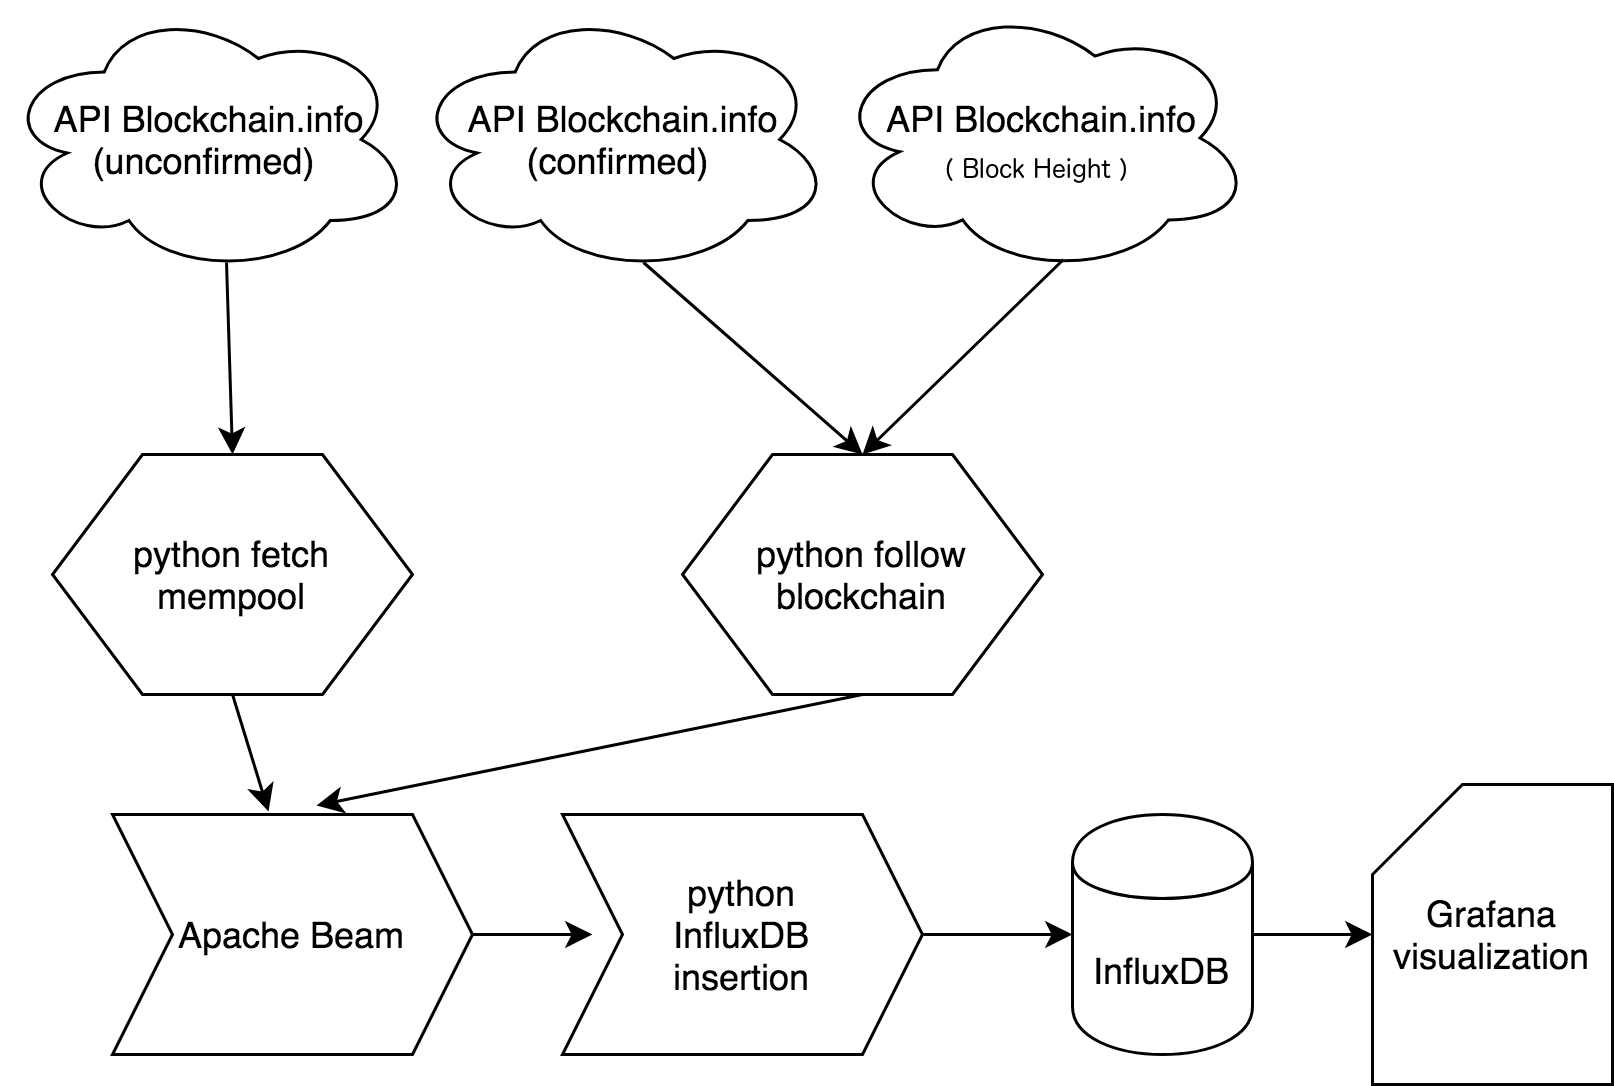 API Blockchain.info
(unconfirmed)
API Blockchain.info
(confirmed)
API Blockchain.info
( Block Height )
python fetch
mempool
python follow
blockchain
Apache Beam
python
InfluxDB
insertion
InfluxDB
Grafana
visualization